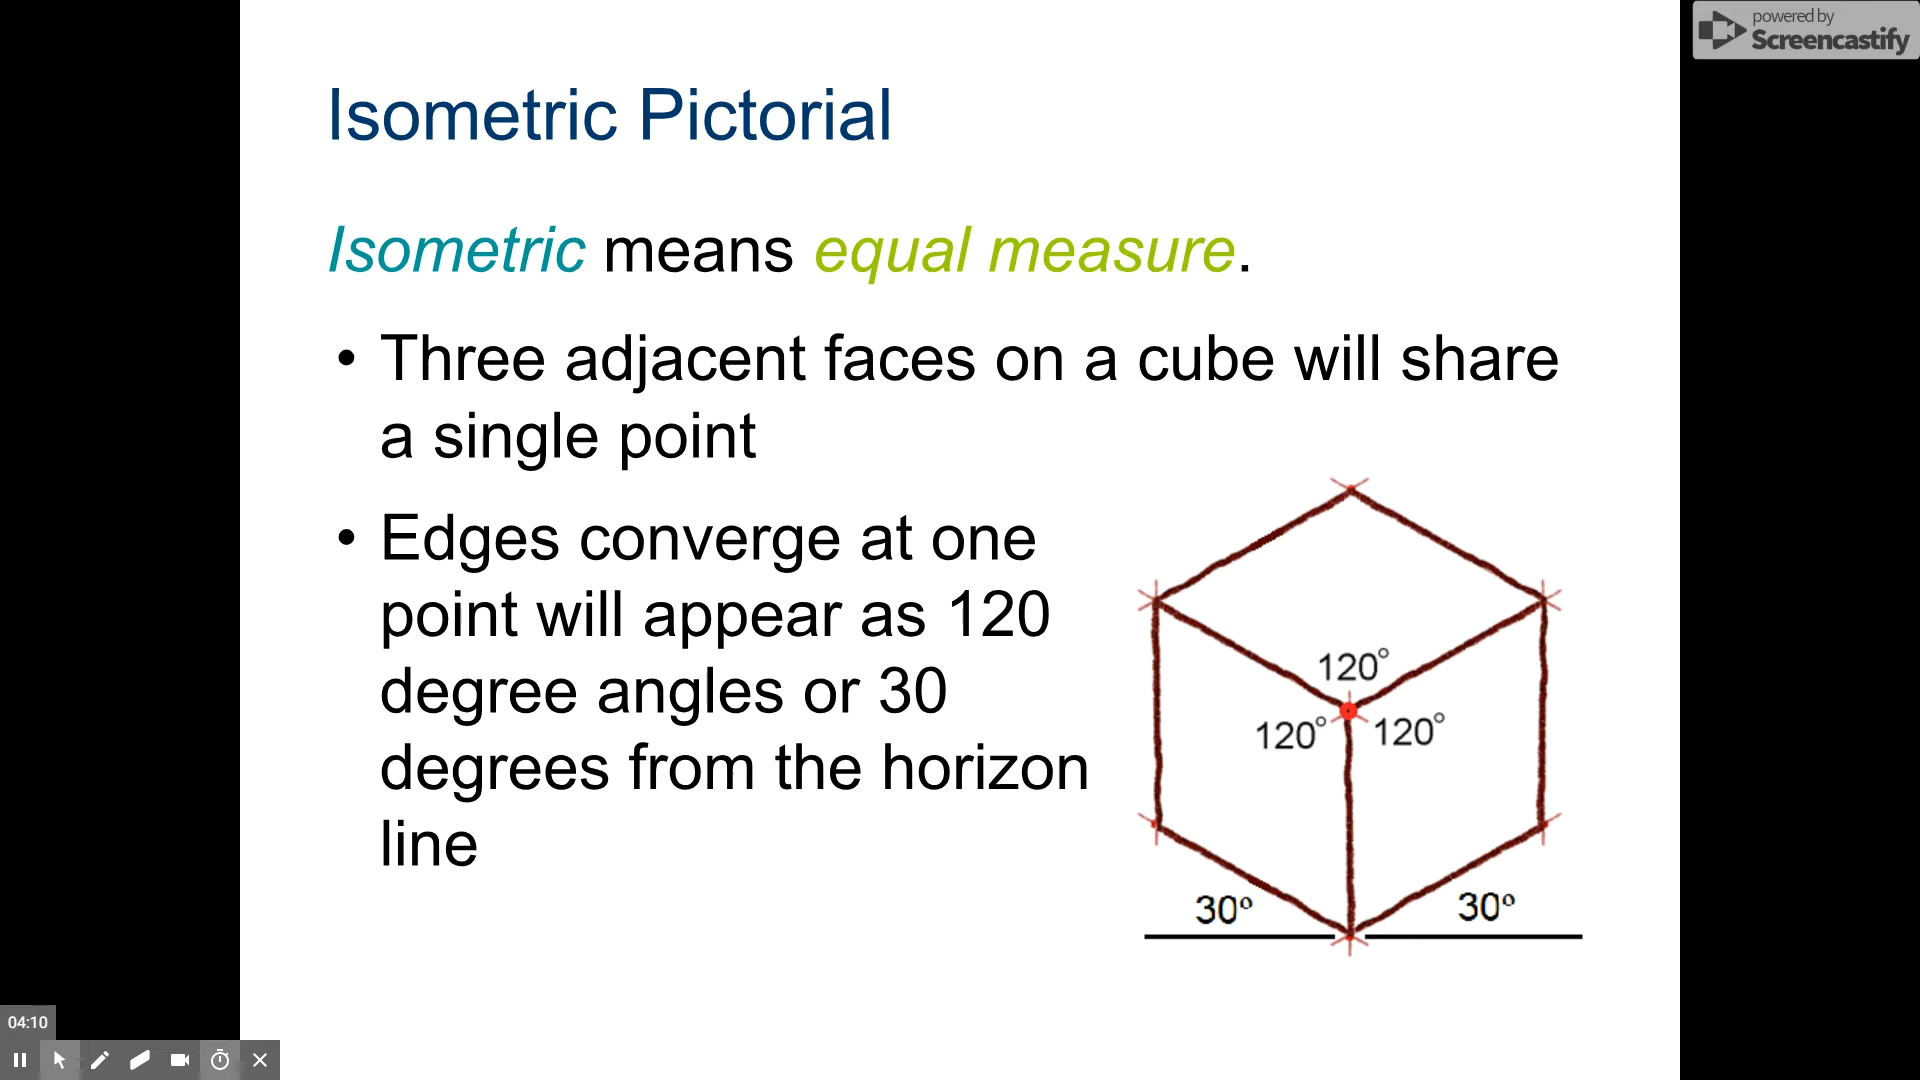 powered by
Screencastify
Isometric Pictorial
Isometric means equal measure.
• Three adjacent faces on a cube will share
a single point
• Edges converge at one
point will appear as 120
degree angles or 30
degrees from the horizon
line
120°
120°
120°
30º
30º
04:10